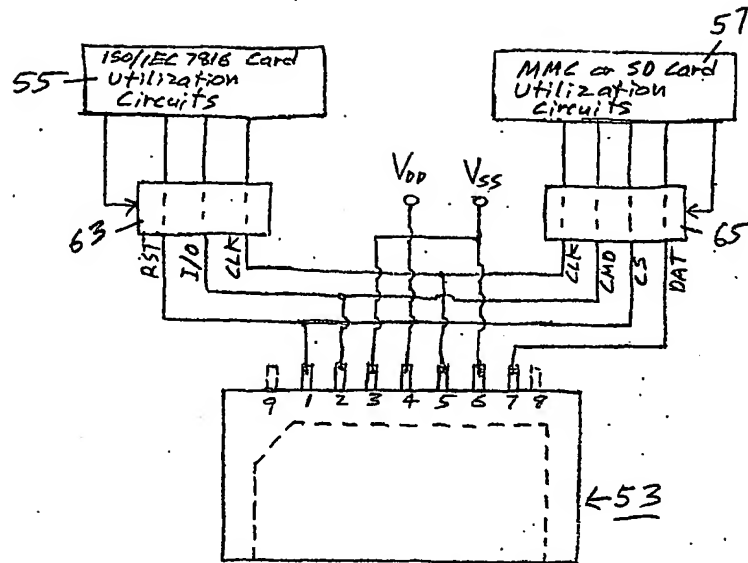 ISO/IEC 7816 Card
Utilization
Circuits
55
57
MMC or SD Card
Utilization
Circuits
VDD
VSS
63
65
RST
I/O
CLK
CLK
CMD
CS
DAT
9 1 2 3 4 5 6 7 8
53